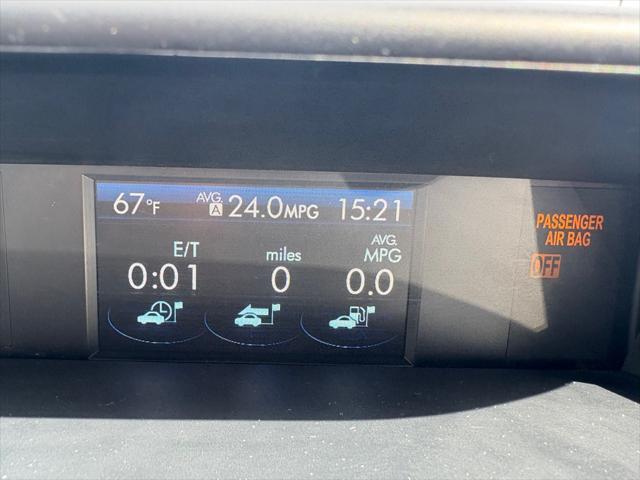 67°F AVG. A 24.0MPG 15:21
E/T miles AVG. MPG
0:01 0 0.0
PASSENGER
AIR BAG
OFF